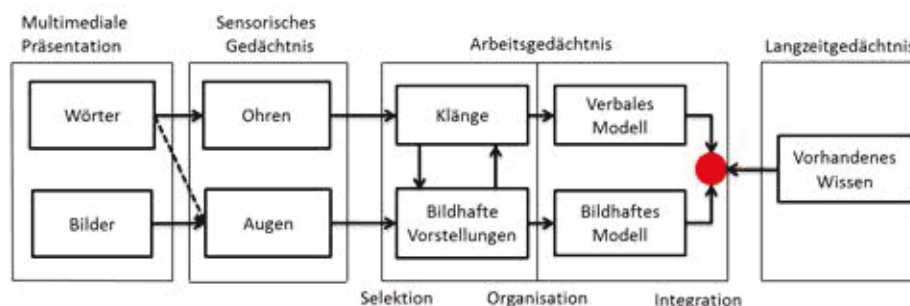 Multimediale
Präsentation
Sensorisches
Gedächtnis
Arbeitsgedächtnis
Langzeitgedächtnis
Wörter
Ohren
Klänge
Verbales
Modell
Vorhandenes
Wissen
Bilder
Augen
Bildhafte
Vorstellungen
Bildhaftes
Modell
Selektion
Organisation
Integration